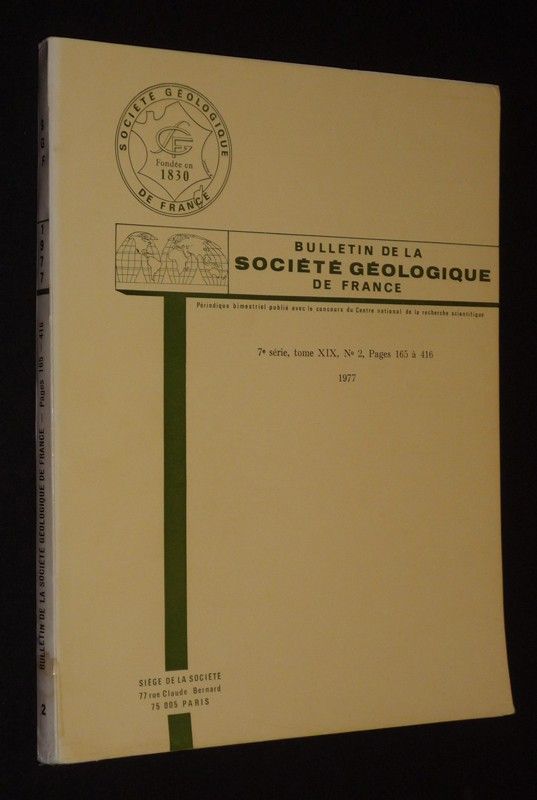 SOCIÉTÉ GÉOLOGIQUE
DE FRANCE
SGF
Fondée en
1830
BULLETIN DE LA
SOCIÉTÉ GÉOLOGIQUE
DE FRANCE
Périodique bimestriel publié avec le concours du Centre national de la recherche scientifique
7e série, tome XIX, No 2, Pages 165 à 416
1977
SIÈGE DE LA SOCIÉTÉ
77 rue Claude Bernard
75 005 PARIS
BULLETIN DE LA SOCIÉTÉ GÉOLOGIQUE DE FRANCE — Pages 165 416
1977
2